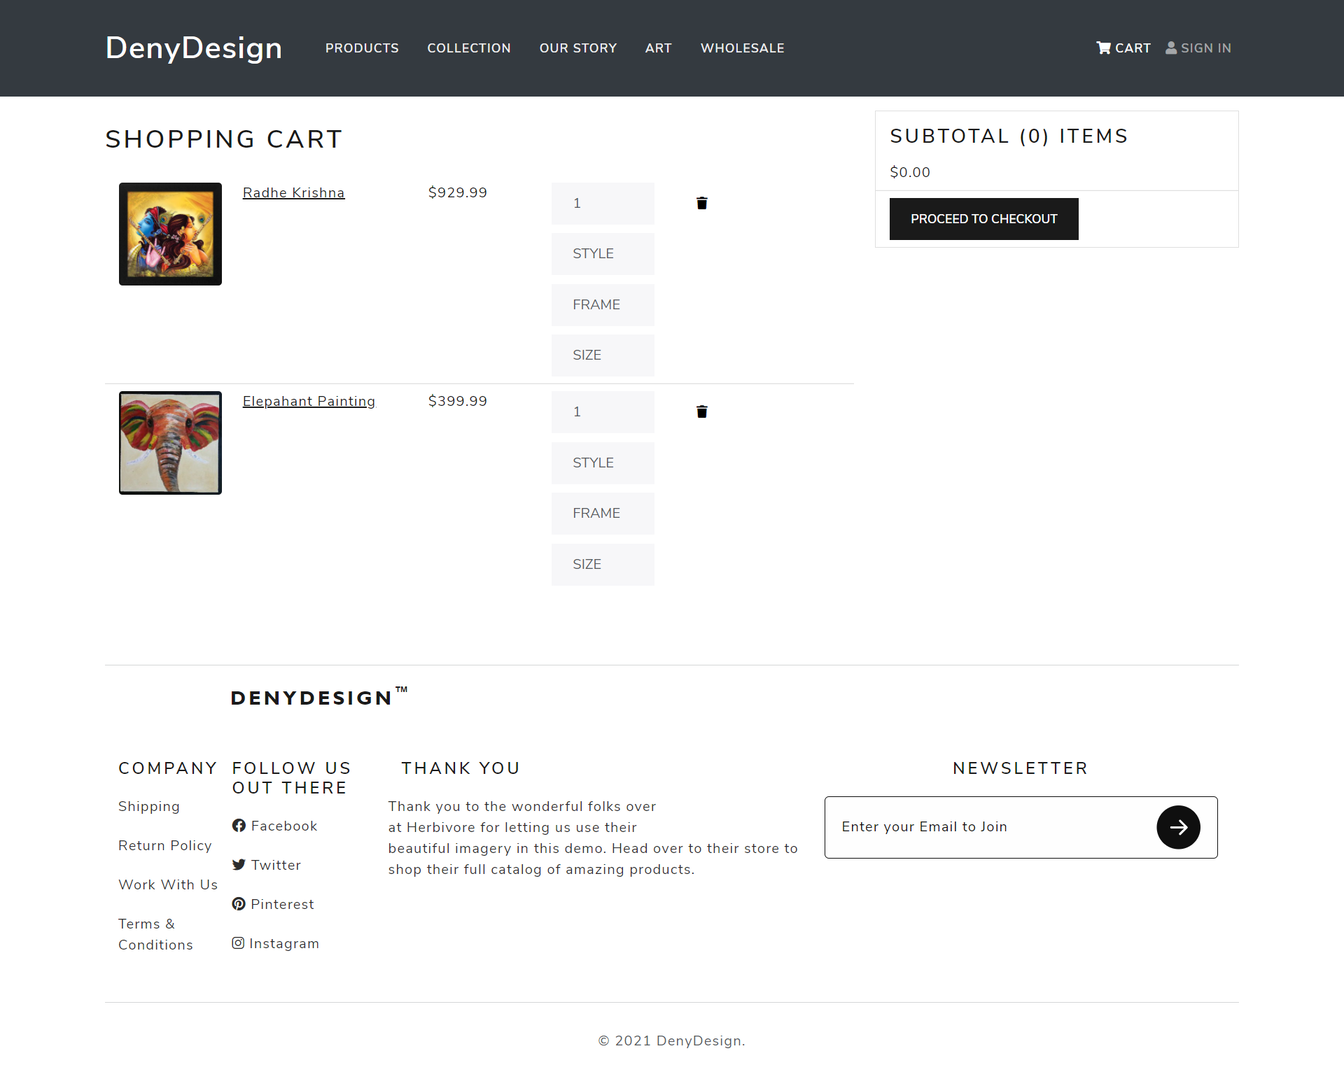 DenyDesign
PRODUCTS
COLLECTION
OUR STORY
ART
WHOLESALE
CART
SIGN IN
SHOPPING CART
Radhe Krishna
$929.99
1
STYLE
FRAME
SIZE
Elepahant Painting
$399.99
1
STYLE
FRAME
SIZE
SUBTOTAL (0) ITEMS
$0.00
PROCEED TO CHECKOUT
DENYDESIGN™
COMPANY
Shipping
Return Policy
Work With Us
Terms &
Conditions
FOLLOW US
OUT THERE
Facebook
Twitter
Pinterest
Instagram
THANK YOU
Thank you to the wonderful folks over
at Herbivore for letting us use their
beautiful imagery in this demo. Head over to their store to
shop their full catalog of amazing products.
NEWSLETTER
Enter your Email to Join
© 2021 DenyDesign.